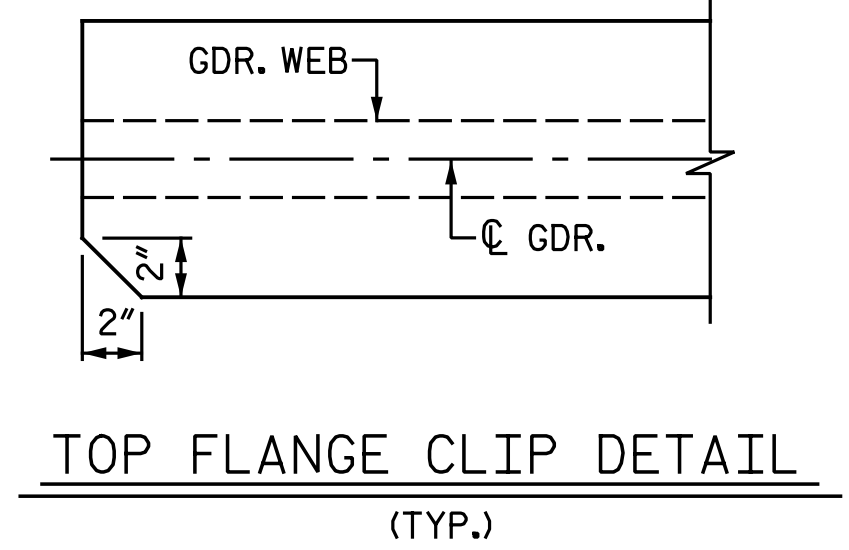 GDR. WEB
℄ GDR.
2"
2"
TOP FLANGE CLIP DETAIL
(TYP.)